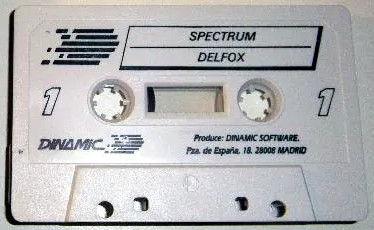 SPECTRUM
DELFOX
1 1
DINAMIC
Produce: DINAMIC SOFTWARE.
Pza. de España, 18. 28008 MADRID